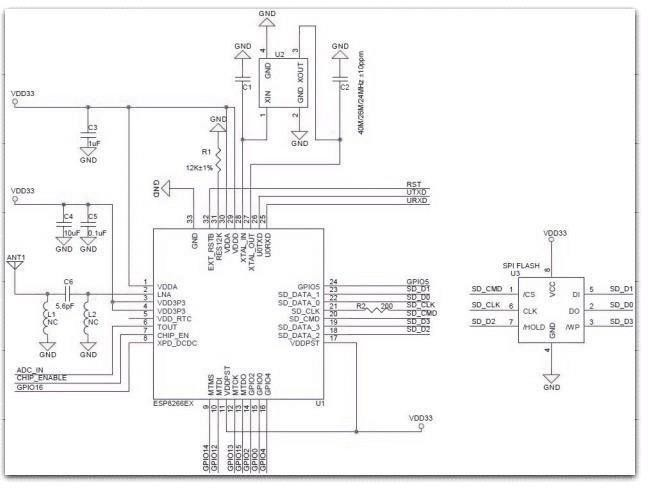 GND
4 3 U2
GND XOUT
XIN GND
1 2
GND
C1
GND
GND
C2
40M/26M/24MHz ±10ppm
VDD33
C3
1uF
GND
GND
R1
12K±1%
VDD33
C4
10uF
GND
C5
0.1uF
GND
GND
RST
UTXD
URXD
33 32 31 30 29 28 27 26 25
GND EXT_RSTB RES12K VDDA VDDD XTAL_IN XTAL_OUT U0TXD U0RXD
ANT1
C6
5.6pF
L1
NC
GND
L2
NC
GND
1 VDDA
2 LNA
3 VD3P3
4 VD3P3
5 VDD_RTC
6 TOUT
7 CHIP_EN
8 XPD_DCDC
ADC_IN
CHIP_ENABLE
GPIO16
GPIO5 24 GPIO5
SD_DATA_1 23 SD_D1
SD_DATA_0 22 SD_D0
SD_CLK 21 R2 200 SD_CLK
SD_CMD 20 SD_CMD
SD_DATA_3 19 SD_D3
SD_DATA_2 18 SD_D2
VDDPST 17
MTMS MTDI VDDPST MTCK MTDO GPIO2 GPIO0 GPIO4
ESP8266EX U1
9 10 11 12 13 14 15 16
GPIO14 GPIO12 GPIO13 GPIO15 GPIO2 GPIO0 GPIO4
VDD33
VDD33
SPI FLASH
U3
8
VCC
SD_CMD 1 /CS DI 5 SD_D1
SD_CLK 6 CLK DO 2 SD_D0
SD_D2 7 /HOLD /WP 3 SD_D3
GND
4
GND